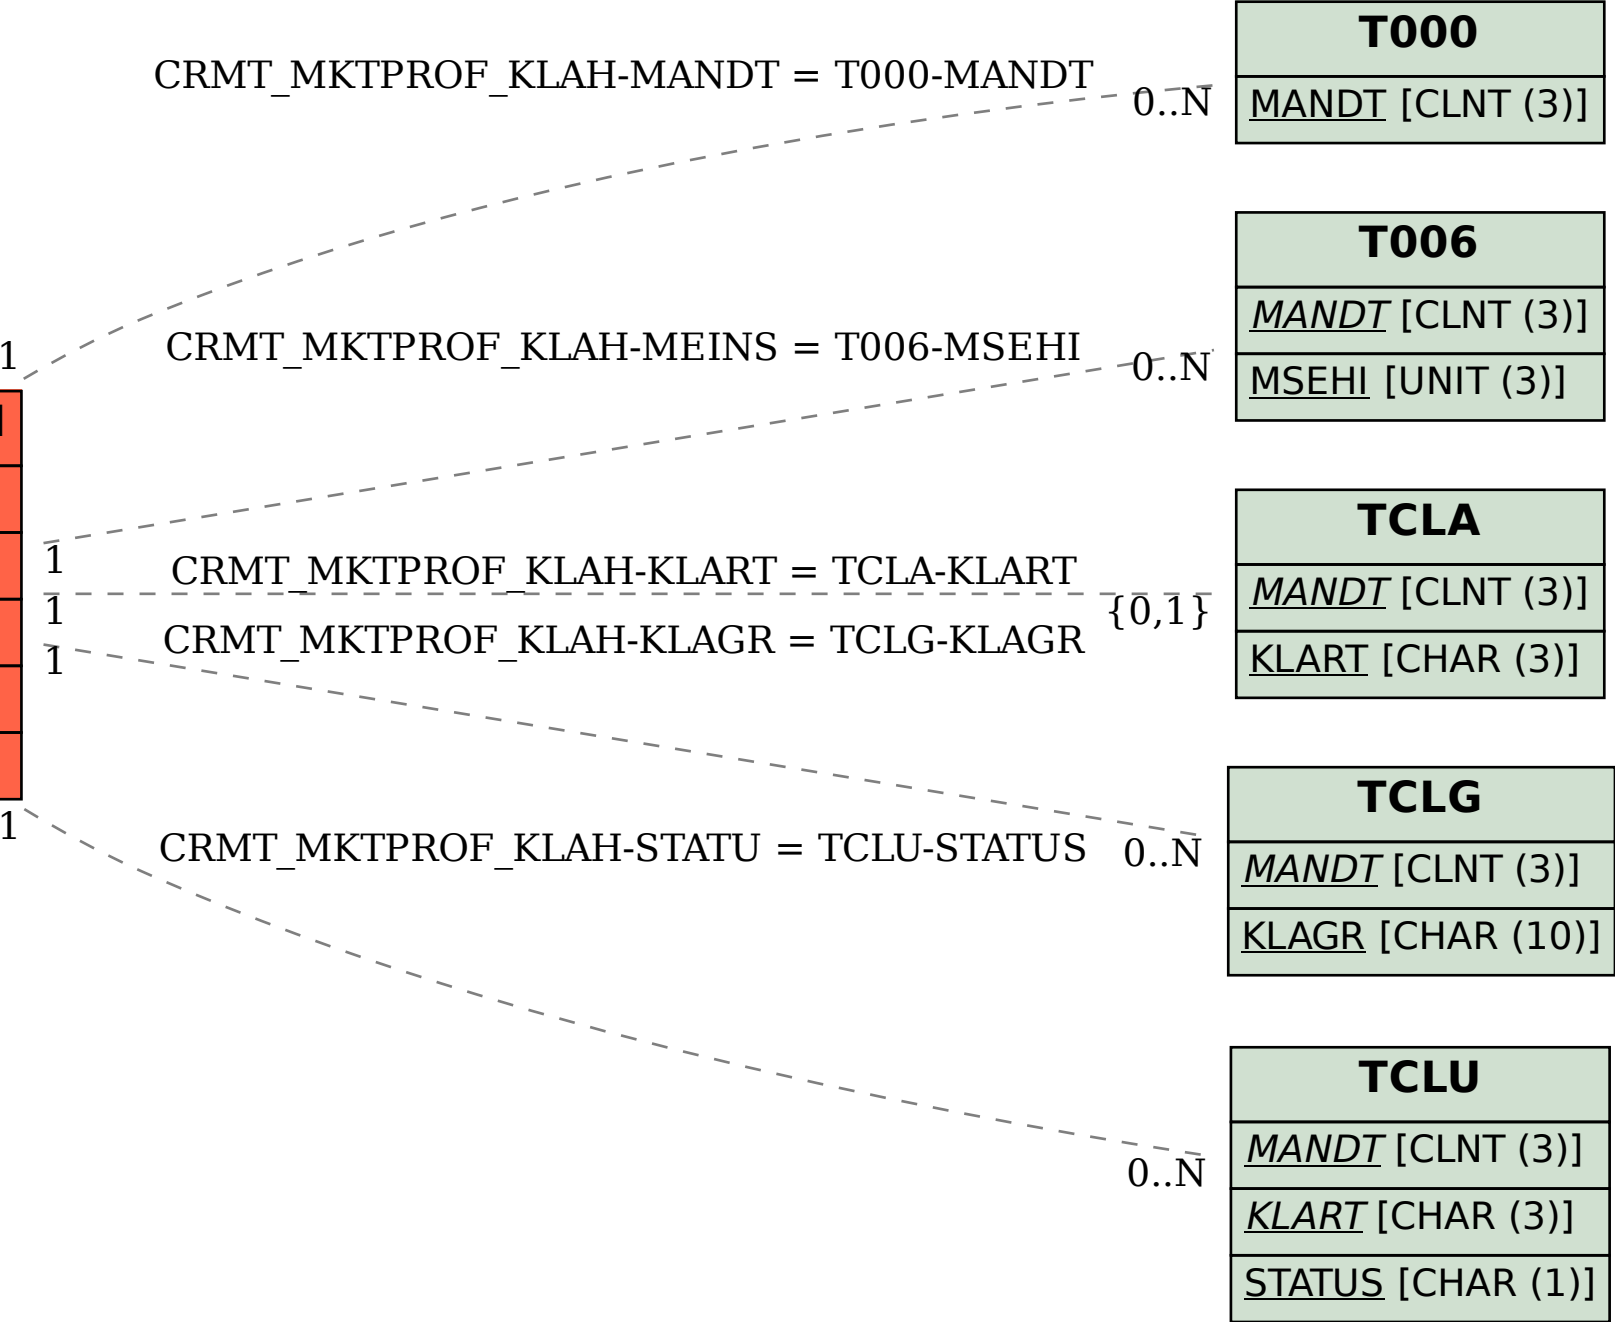 T000
CRMT_MKTPROF_KLAH-MANDT = T000-MANDT
0..N
MANDT [CLNT (3)]
T006
MANDT [CLNT (3)]
1
CRMT_MKTPROF_KLAH-MEINS = T006-MSEHI
0..N
MSEHI [UNIT (3)]
TCLA
1
CRMT_MKTPROF_KLAH-KLART = TCLA-KLART
MANDT [CLNT (3)]
1
{0,1}
CRMT_MKTPROF_KLAH-KLAGR = TCLG-KLAGR
KLART [CHAR (3)]
1
TCLG
1
CRMT_MKTPROF_KLAH-STATU = TCLU-STATUS
0..N
MANDT [CLNT (3)]
KLAGR [CHAR (10)]
TCLU
MANDT [CLNT (3)]
0..N
KLART [CHAR (3)]
STATUS [CHAR (1)]